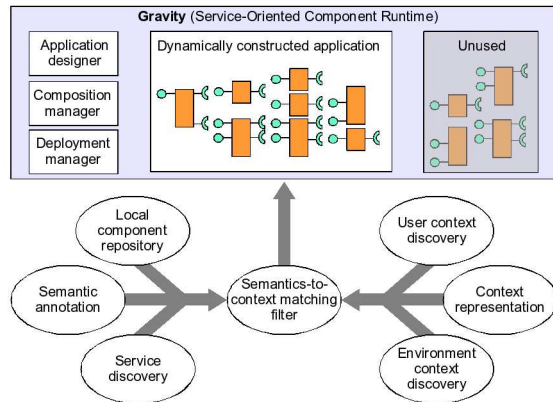 Gravity (Service-Oriented Component Runtime)
Application
designer
Composition
manager
Deployment
manager
Dynamically constructed application
Unused
Local
component
repository
Semantic
annotation
Service
discovery
Semantics-to-
context matching
filter
User context
discovery
Context
representation
Environment
context
discovery